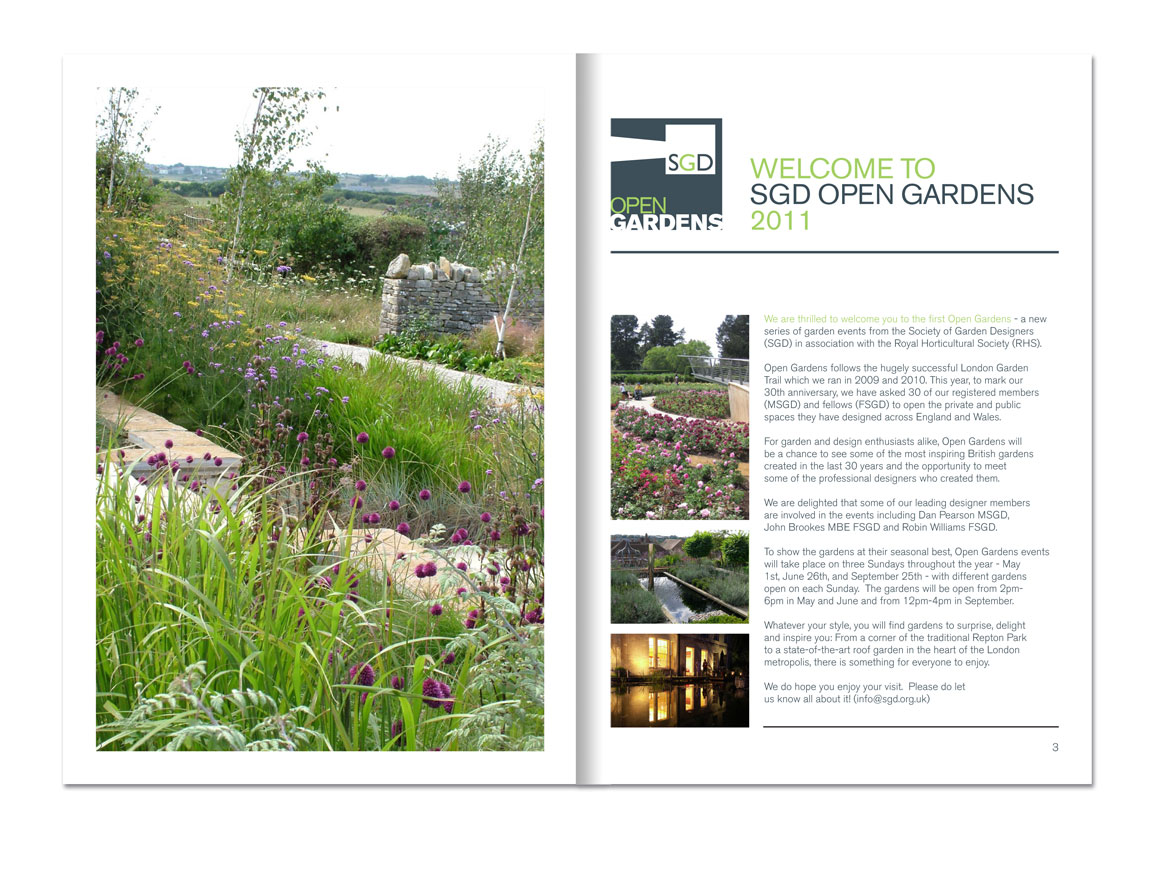 SGD
OPEN
GARDENS
WELCOME TO
SGD OPEN GARDENS
2011
We are thrilled to welcome you to the first Open Gardens - a new
series of garden events from the Society of Garden Designers
(SGD) in association with the Royal Horticultural Society (RHS).
Open Gardens follows the hugely successful London Garden
Trail which we ran in 2009 and 2010. This year, to mark our
30th anniversary, we have asked 30 of our registered members
(MSGD) and fellows (FSGD) to open the private and public
spaces they have designed across England and Wales.
For garden and design enthusiasts alike, Open Gardens will
be a chance to see some of the most inspiring British gardens
created in the last 30 years and the opportunity to meet
some of the professional designers who created them.
We are delighted that some of our leading designer members
are involved in the events including Dan Pearson MSGD,
John Brookes MBE FSGD and Robin Williams FSGD.
To show the gardens at their seasonal best, Open Gardens events
will take place on three Sundays throughout the year - May
1st, June 26th, and September 25th - with different gardens
open on each Sunday.  The gardens will be open from 2pm-
6pm in May and June and from 12pm-4pm in September.
Whatever your style, you will find gardens to surprise, delight
and inspire you: From a corner of the traditional Repton Park
to a state-of-the-art roof garden in the heart of the London
metropolis, there is something for everyone to enjoy.
We do hope you enjoy your visit.  Please do let
us know all about it! (info@sgd.org.uk)
3